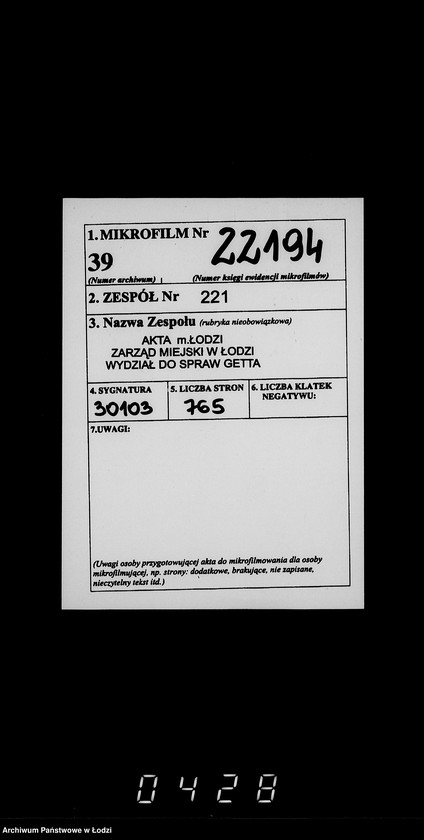 1. MIKROFILM Nr 22194
39
(Numer archiwum) (Numer księgi ewidencji mikrofilmów)
2. ZESPÓŁ Nr 221
3. Nazwa Zespołu (rubryka nieobowiązkowa)
AKTA m.ŁODZI
ZARZĄD MIEJSKI W ŁODZI
WYDZIAŁ DO SPRAW GETTA
4. SYGNATURA 5. LICZBA STRON 6. LICZBA KLATEK
NEGATYWU:
30103 765
7.UWAGI:
(Uwagi osoby przygotowującej akta do mikrofilmowania dla osoby
mikrofilmującej, np. strony: dodatkowe, brakujące, nie zapisane,
nieczytelny tekst itd.)
0428
Archiwum Państwowe w Łodzi